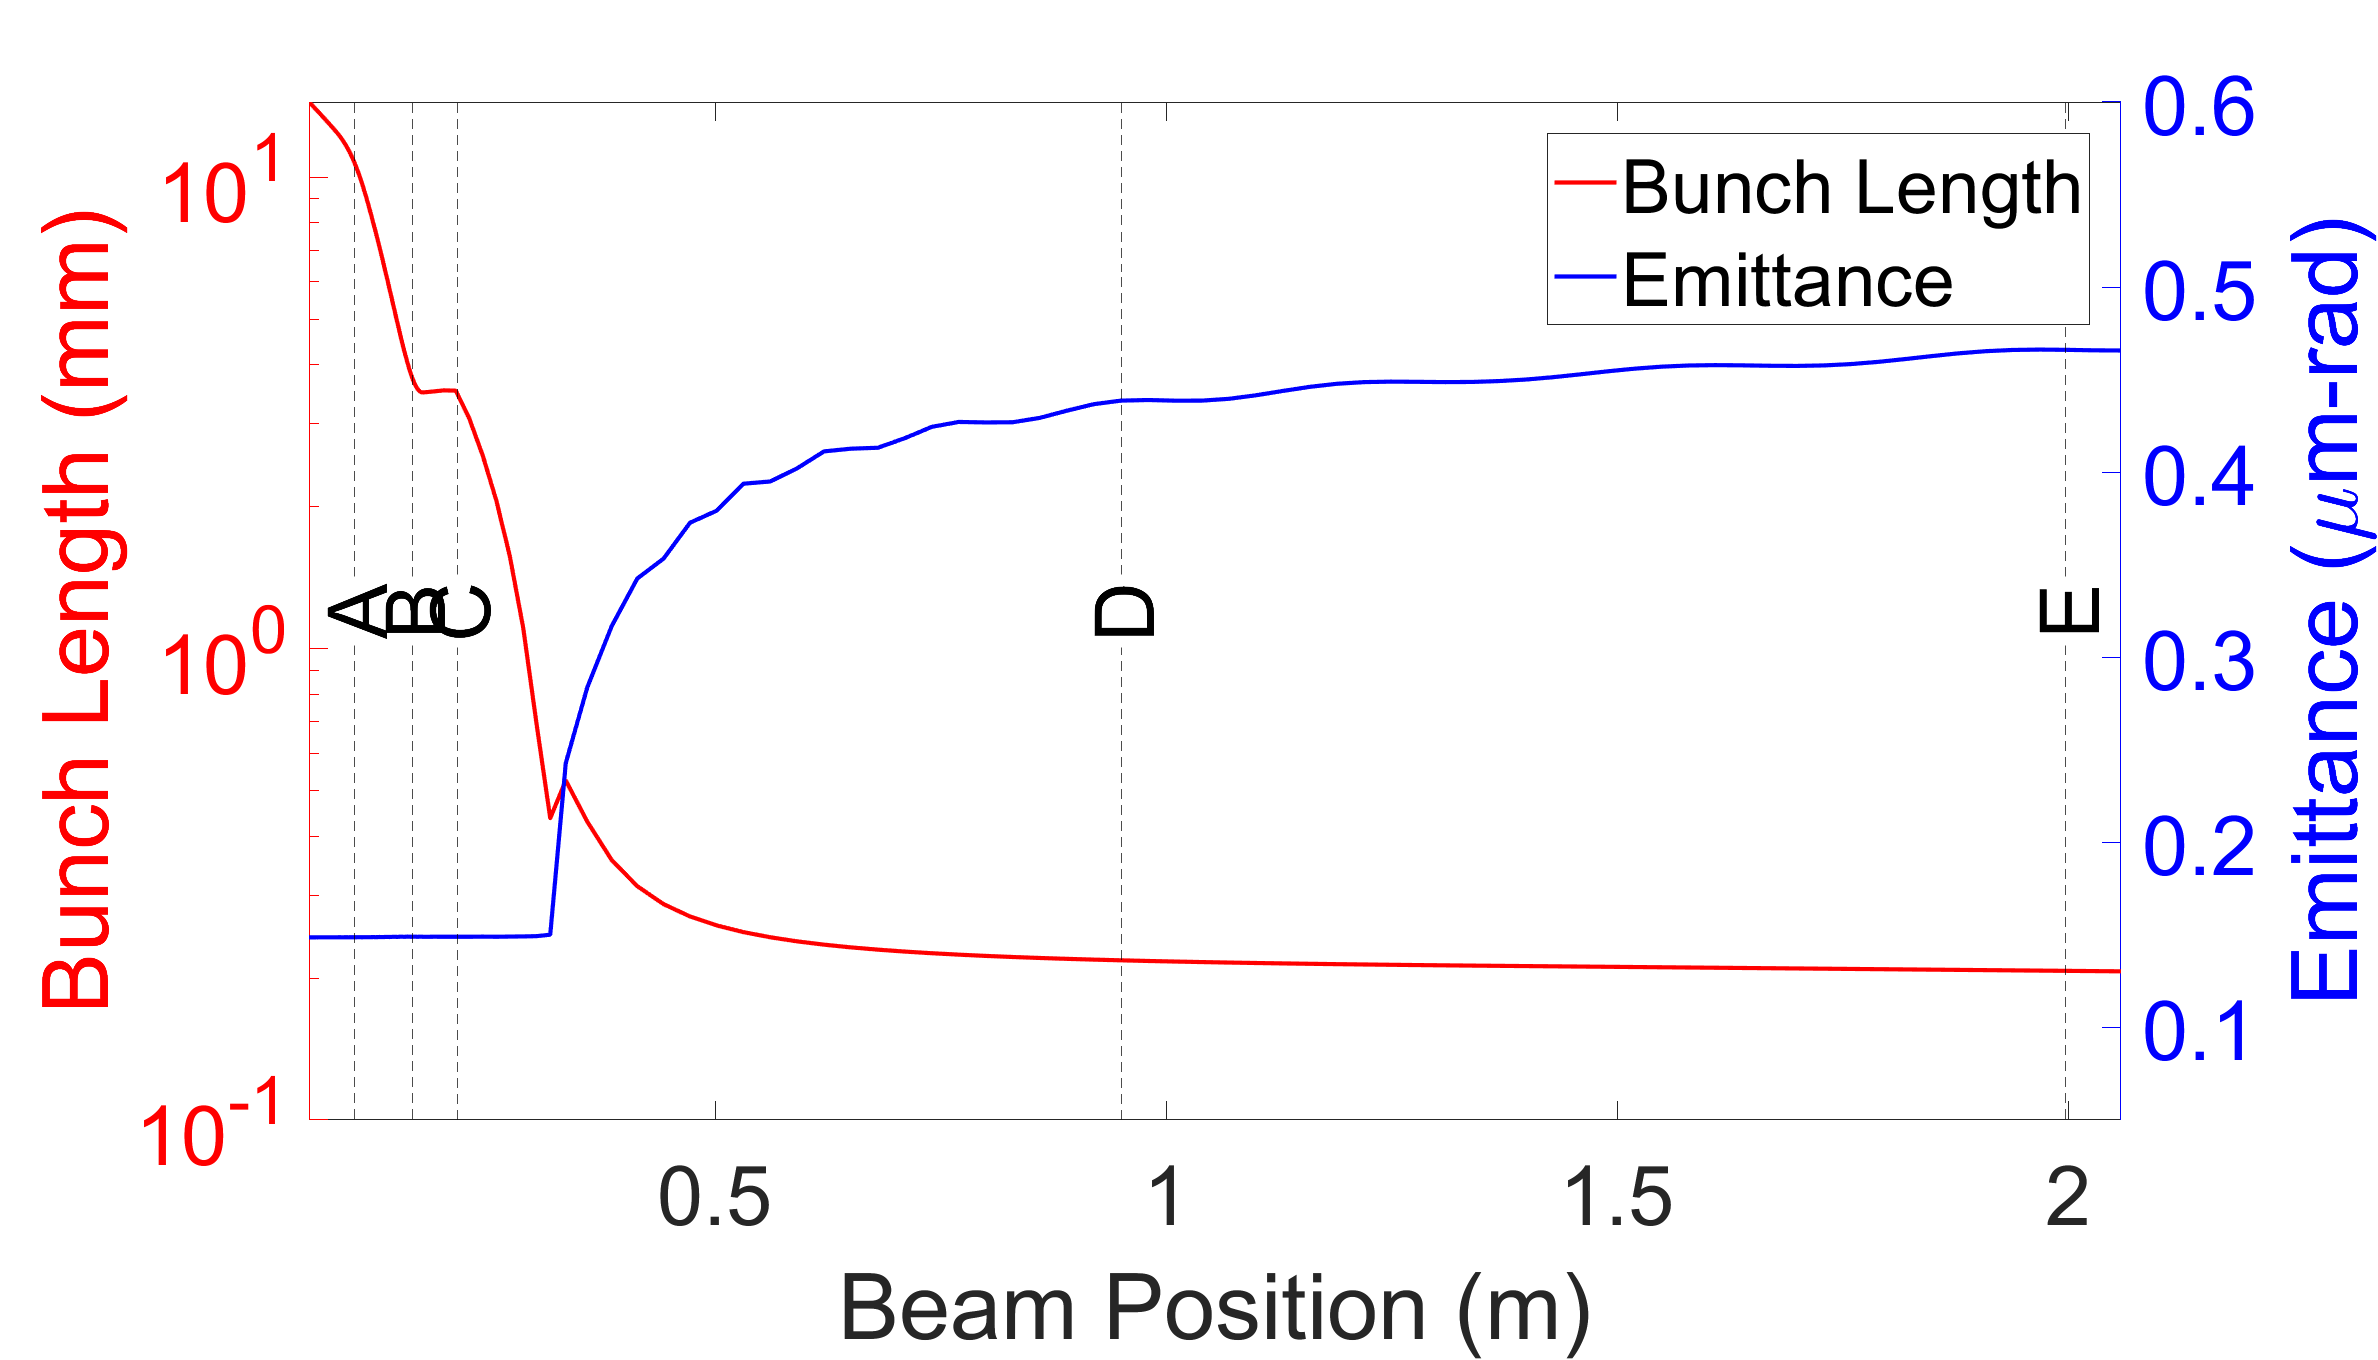 Bunch Length (mm)
10^1
10^0
10^-1
A
B
C
D
E
Bunch Length
Emittance
0.6
0.5
0.4
0.3
0.2
0.1
Emittance (μm-rad)
0.5
1
1.5
2
Beam Position (m)